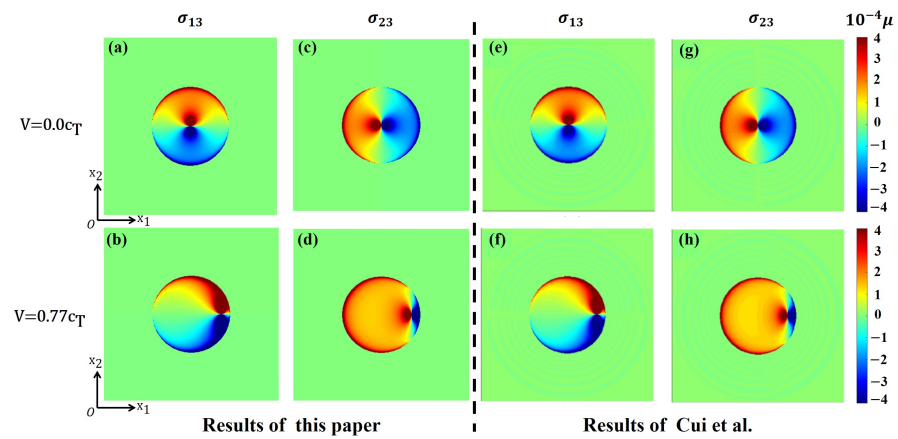 σ₁₃ σ₂₃ σ₁₃ σ₂₃ 10⁻⁴μ
(a) (c) (e) (g) 4
3
2
1
V=0.0c_T 0
−1
−2
x₂ −3
−4
O x₁
(b) (d) (f) (h) 4
3
2
1
V=0.77c_T 0
−1
−2
x₂ −3
−4
O x₁
Results of this paper Results of Cui et al.